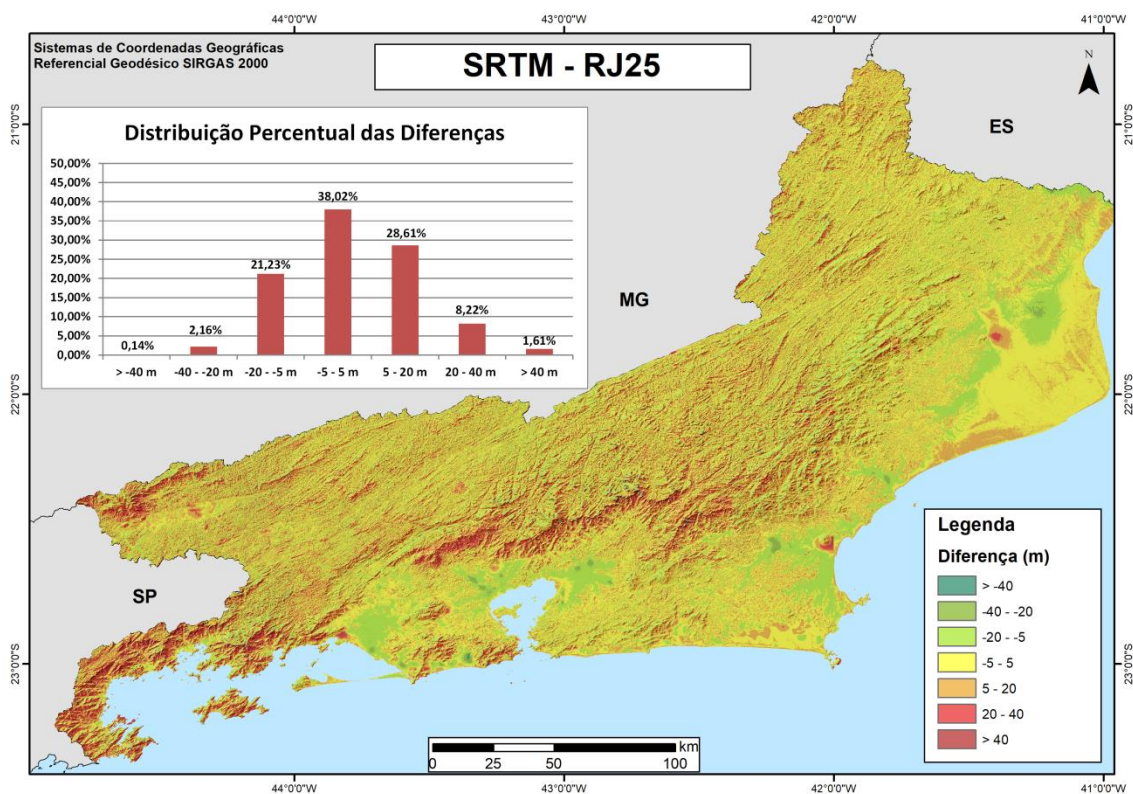 44°0'0"W 43°0'0"W 42°0'0"W 41°0'0"W
Sistemas de Coordenadas Geográficas
Referencial Geodésico SIRGAS 2000
SRTM - RJ25
N
21°0'0"S
22°0'0"S
23°0'0"S
Distribuição Percentual das Diferenças
50,00%
45,00%
40,00%
35,00%
30,00%
25,00%
20,00%
15,00%
10,00%
5,00%
0,00%
0,14%
2,16%
21,23%
38,02%
28,61%
8,22%
1,61%
> -40 m -40 - -20 m -20 - -5 m -5 - 5 m 5 - 20 m 20 - 40 m > 40 m
ES
MG
SP
21°0'0"S
22°0'0"S
23°0'0"S
Legenda
Diferença (m)
> -40
-40 - -20
-20 - -5
-5 - 5
5 - 20
20 - 40
> 40
km
0 25 50 100
44°0'0"W 43°0'0"W 42°0'0"W 41°0'0"W